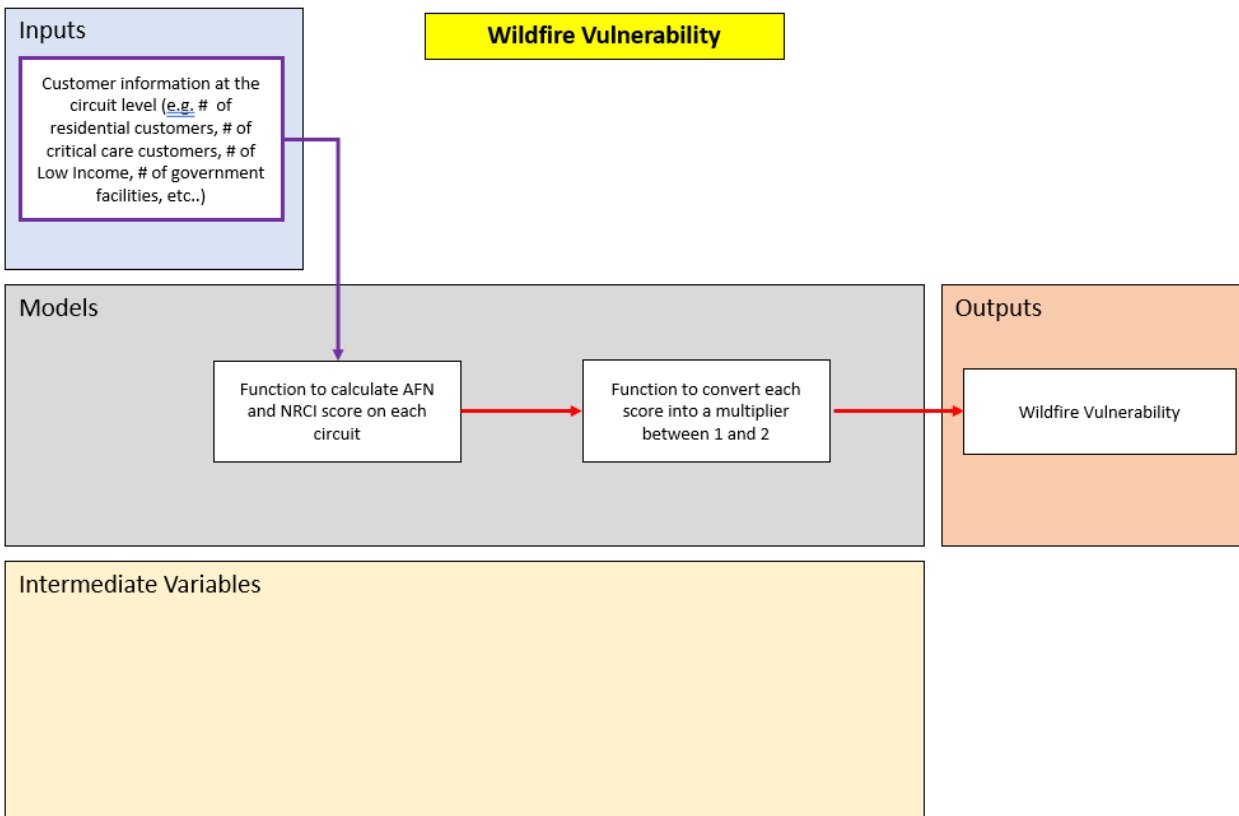 Inputs
Wildfire Vulnerability
Customer information at the
circuit level (e.g. # of
residential customers, # of
critical care customers, # of
Low Income, # of government
facilities, etc..)
Models
Function to calculate AFN
and NRCI score on each
circuit
Function to convert each
score into a multiplier
between 1 and 2
Outputs
Wildfire Vulnerability
Intermediate Variables